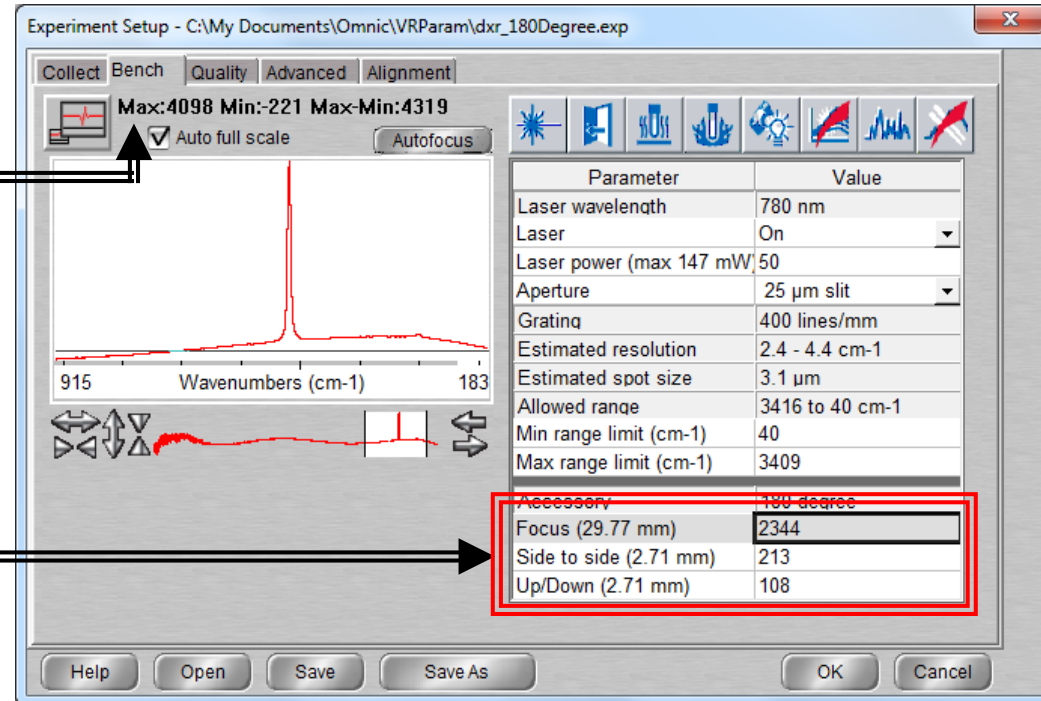 Experiment Setup - C:\My Documents\Omnic\VRParam\dxr_180Degree.exp
x
Collect Bench Quality Advanced Alignment
Max:4098 Min:-221 Max-Min:4319
Auto full scale Autofocus
915 Wavenumbers (cm-1) 183
Parameter Value
Laser wavelength 780 nm
Laser On
Laser power (max 147 mW) 50
Aperture 25 µm slit
Grating 400 lines/mm
Estimated resolution 2.4 - 4.4 cm-1
Estimated spot size 3.1 µm
Allowed range 3416 to 40 cm-1
Min range limit (cm-1) 40
Max range limit (cm-1) 3409
Accessory 180 degree
Focus (29.77 mm) 2344
Side to side (2.71 mm) 213
Up/Down (2.71 mm) 108
Help Open Save Save As OK Cancel